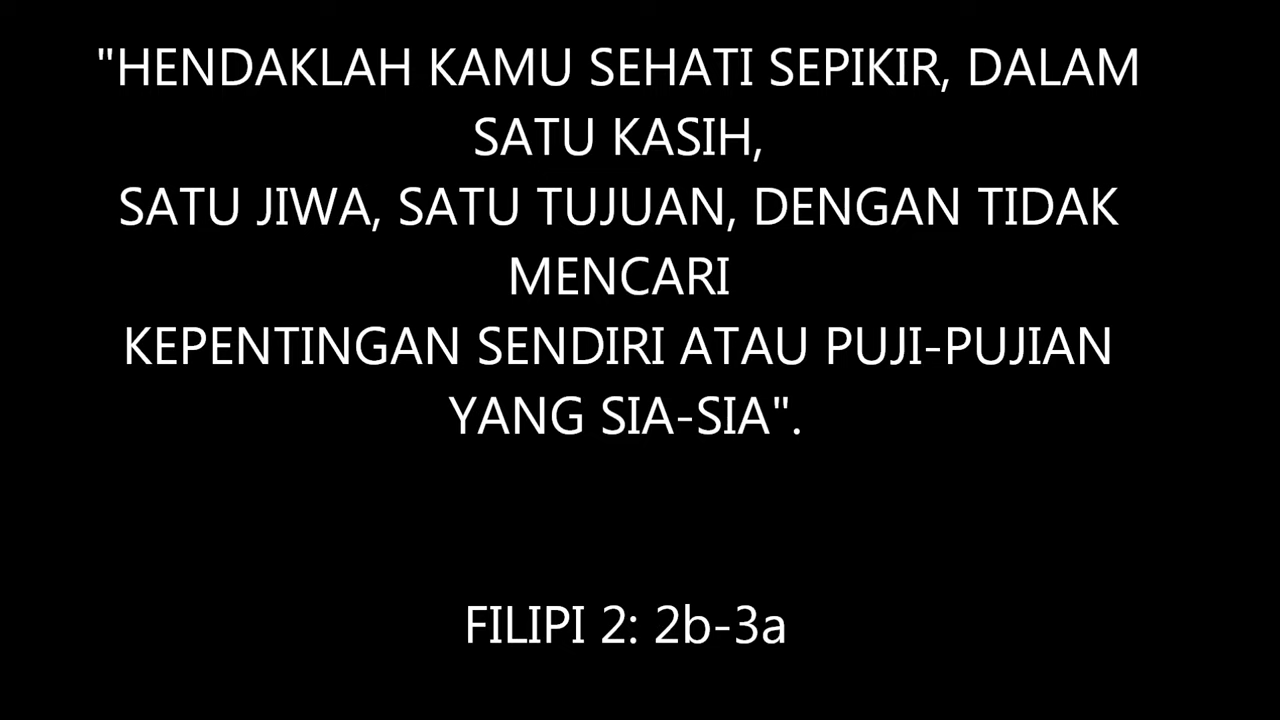 "HENDAKLAH KAMU SEHATI SEPIKIR, DALAM
SATU KASIH,
SATU JIWA, SATU TUJUAN, DENGAN TIDAK
MENCARI
KEPENTINGAN SENDIRI ATAU PUJI-PUJIAN
YANG SIA-SIA".
FILIPI 2: 2b-3a